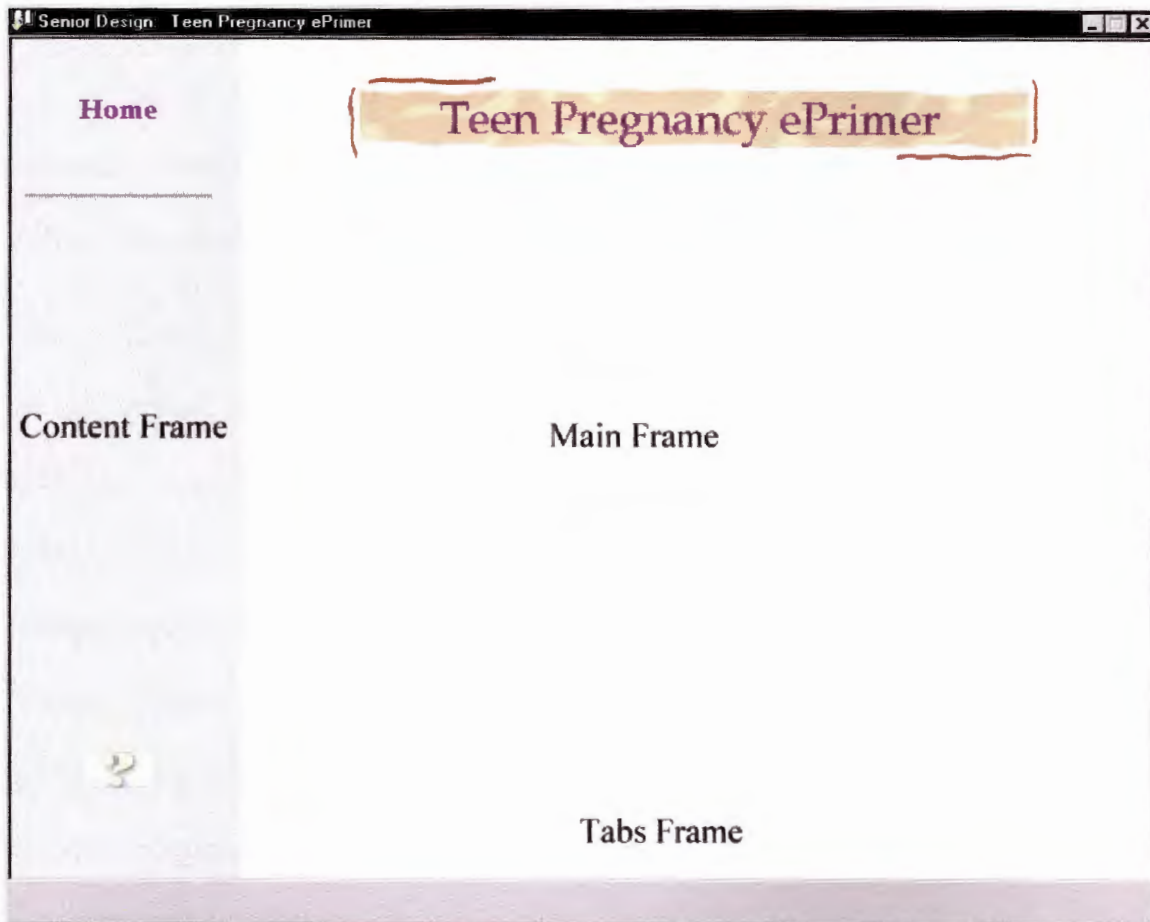 Senior Design: Teen Pregnancy ePrimer
Home
Teen Pregnancy ePrimer
Content Frame
Main Frame
Tabs Frame